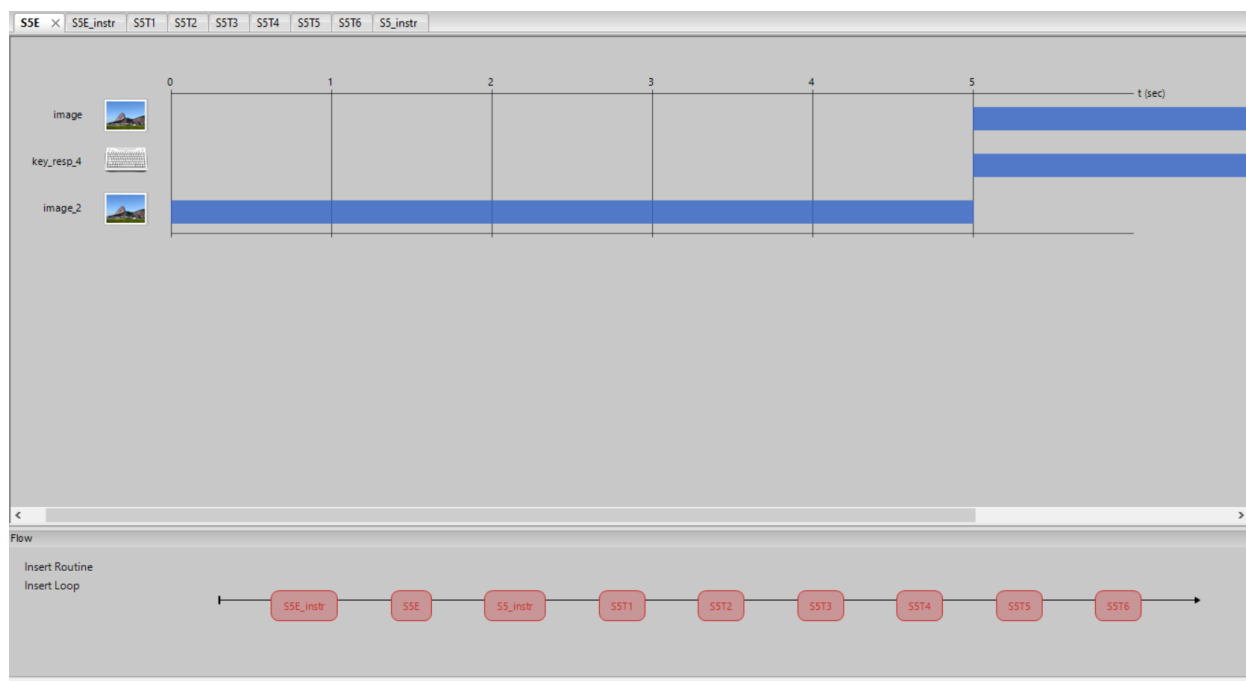 S5E S5E_instr S5T1 S5T2 S5T3 S5T4 S5T5 S5T6 S5_instr
0 1 2 3 4 5
t (sec)
image
key_resp_4
image_2
Flow
Insert Routine
Insert Loop
S5E_instr S5E S5_instr S5T1 S5T2 S5T3 S5T4 S5T5 S5T6